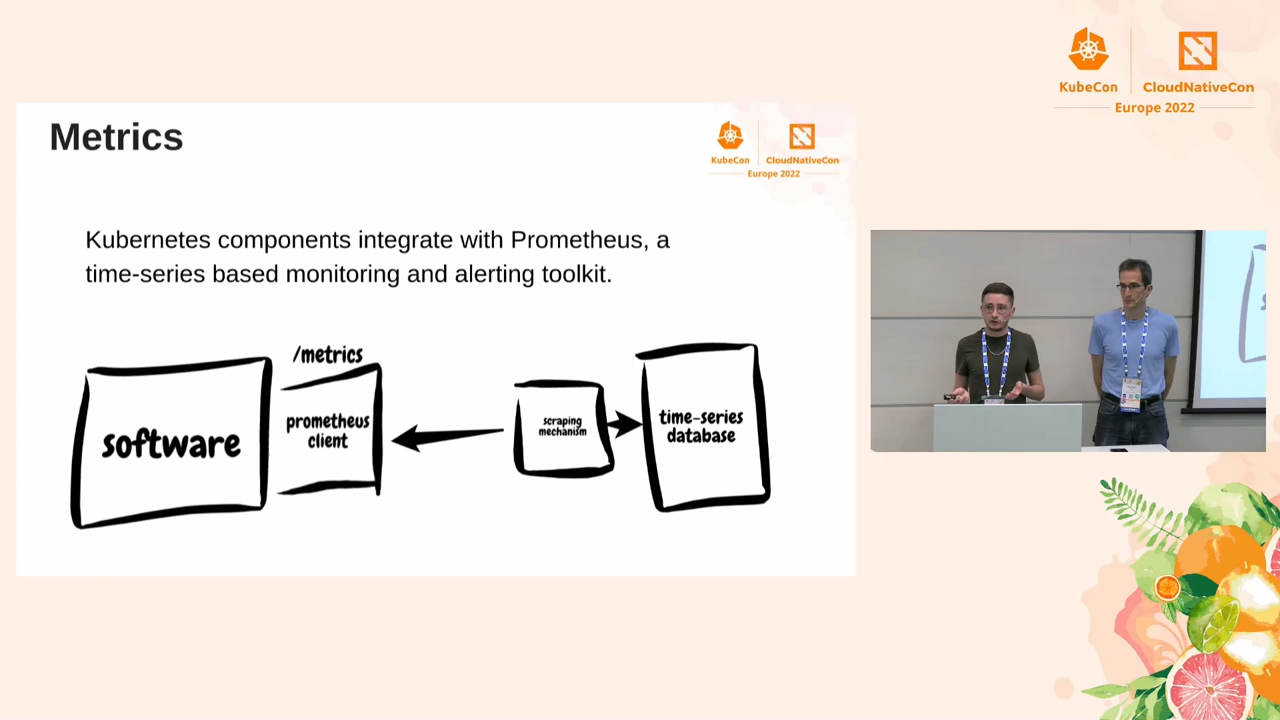 KubeCon
CloudNativeCon
Europe 2022
Metrics
KubeCon
CloudNativeCon
Europe 2022
Kubernetes components integrate with Prometheus, a
time-series based monitoring and alerting toolkit.
/metrics
software
prometheus
client
scraping
mechanism
time-series
database